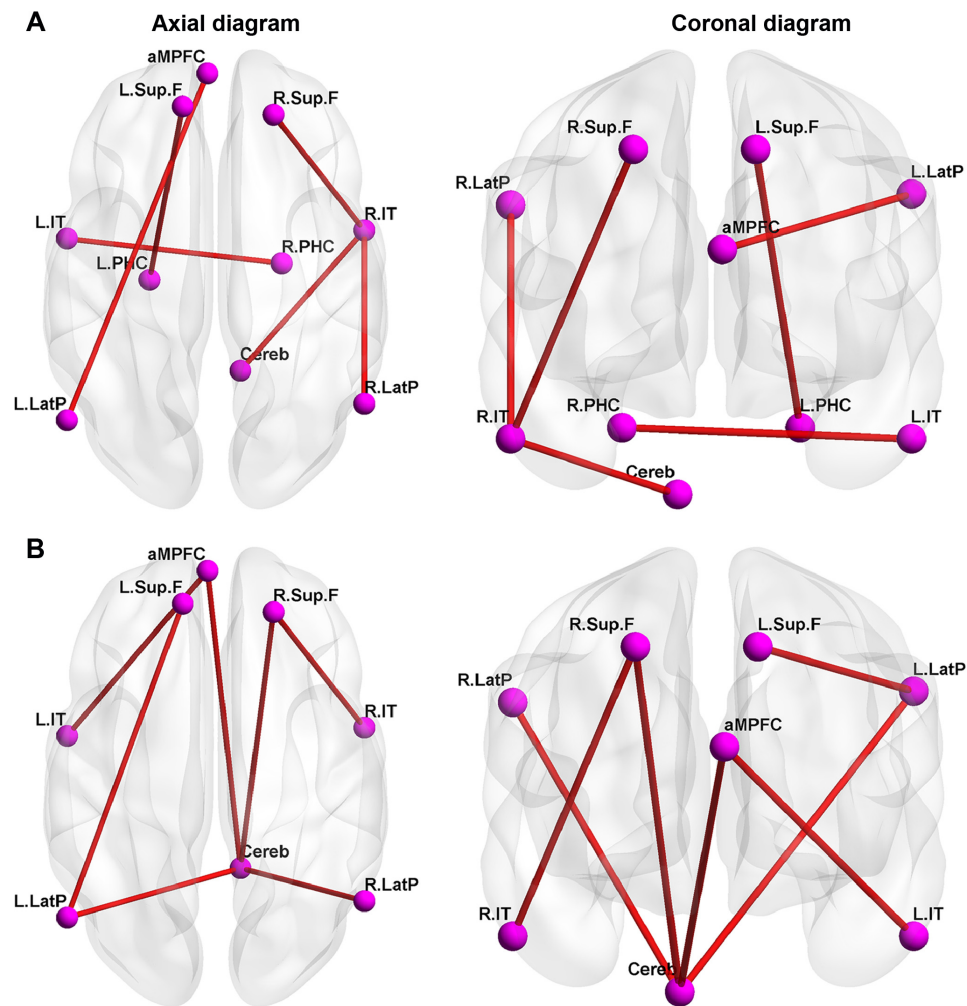 A
Axial diagram
Coronal diagram
aMPFC
L.Sup.F
R.Sup.F
L.IT
R.IT
R.PHC
L.PHC
Cereb
L.LatP
R.LatP
R.Sup.F
L.Sup.F
R.LatP
L.LatP
aMPFC
R.IT
R.PHC
L.PHC
L.IT
Cereb
B
aMPFC
L.Sup.F
R.Sup.F
L.IT
R.IT
Cereb
L.LatP
R.LatP
R.Sup.F
L.Sup.F
R.LatP
L.LatP
aMPFC
R.IT
L.IT
Cereb